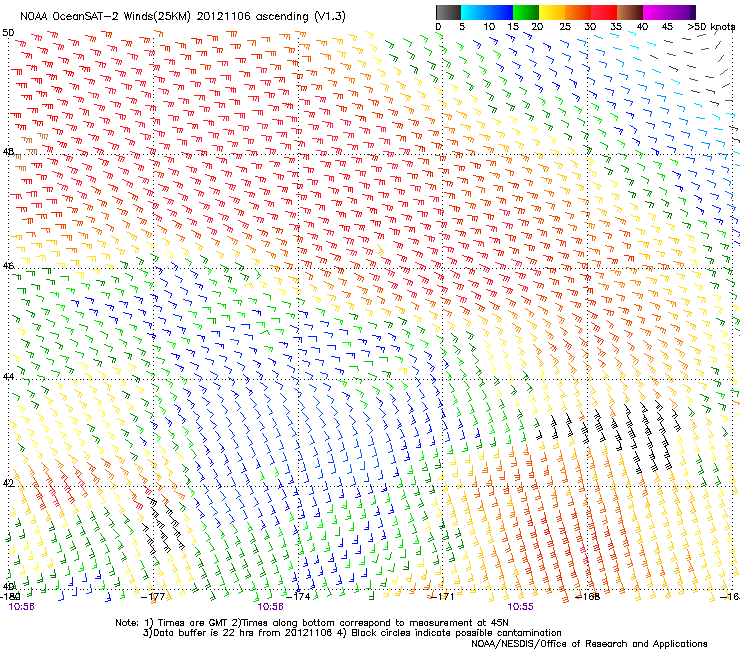 NOAA OceanSAT-2 Winds(25KM) 20121106 ascending (V1.3)
0 5 10 15 20 25 30 35 40 45 >50 knots
50
48
46
44
42
40
-180 -177 -174 -171 -168 -16
10:56 10:56 10:55
Note: 1) Times are GMT 2)Times along bottom correspond to measurement at 45N
3)Data buffer is 22 hrs from 20121106 4) Black circles indicate possible contamination
NOAA/NESDIS/Office of Research and Applications